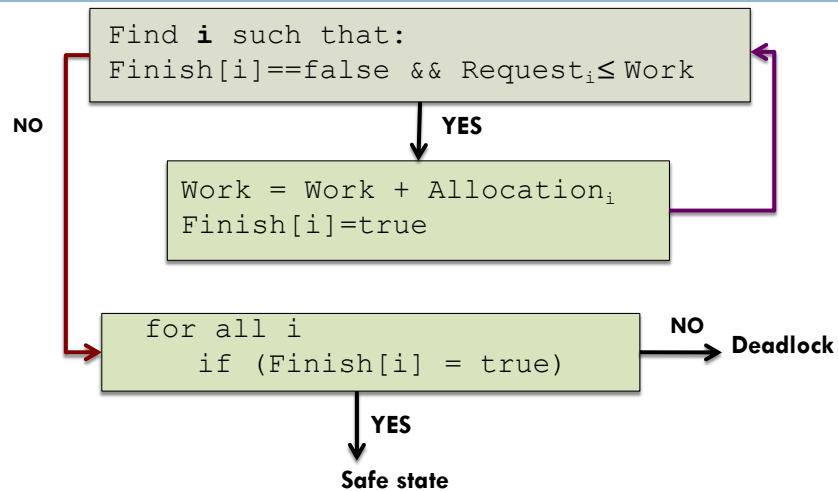 Find i such that:
Finish[i]==false && Requestᵢ≤ Work
NO
YES
Work = Work + Allocationᵢ
Finish[i]=true
for all i
if (Finish[i] = true)
NO
Deadlock
YES
Safe state